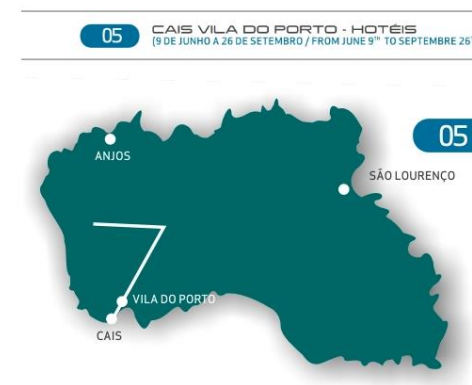 05 CAIS VILA DO PORTO - HOTÉIS
(9 DE JUNHO A 26 DE SETEMBRO / FROM JUNE 9TH TO SEPTEMBER 26
05
ANJOS
SÃO LOURENÇO
VILA DO PORTO
CAIS